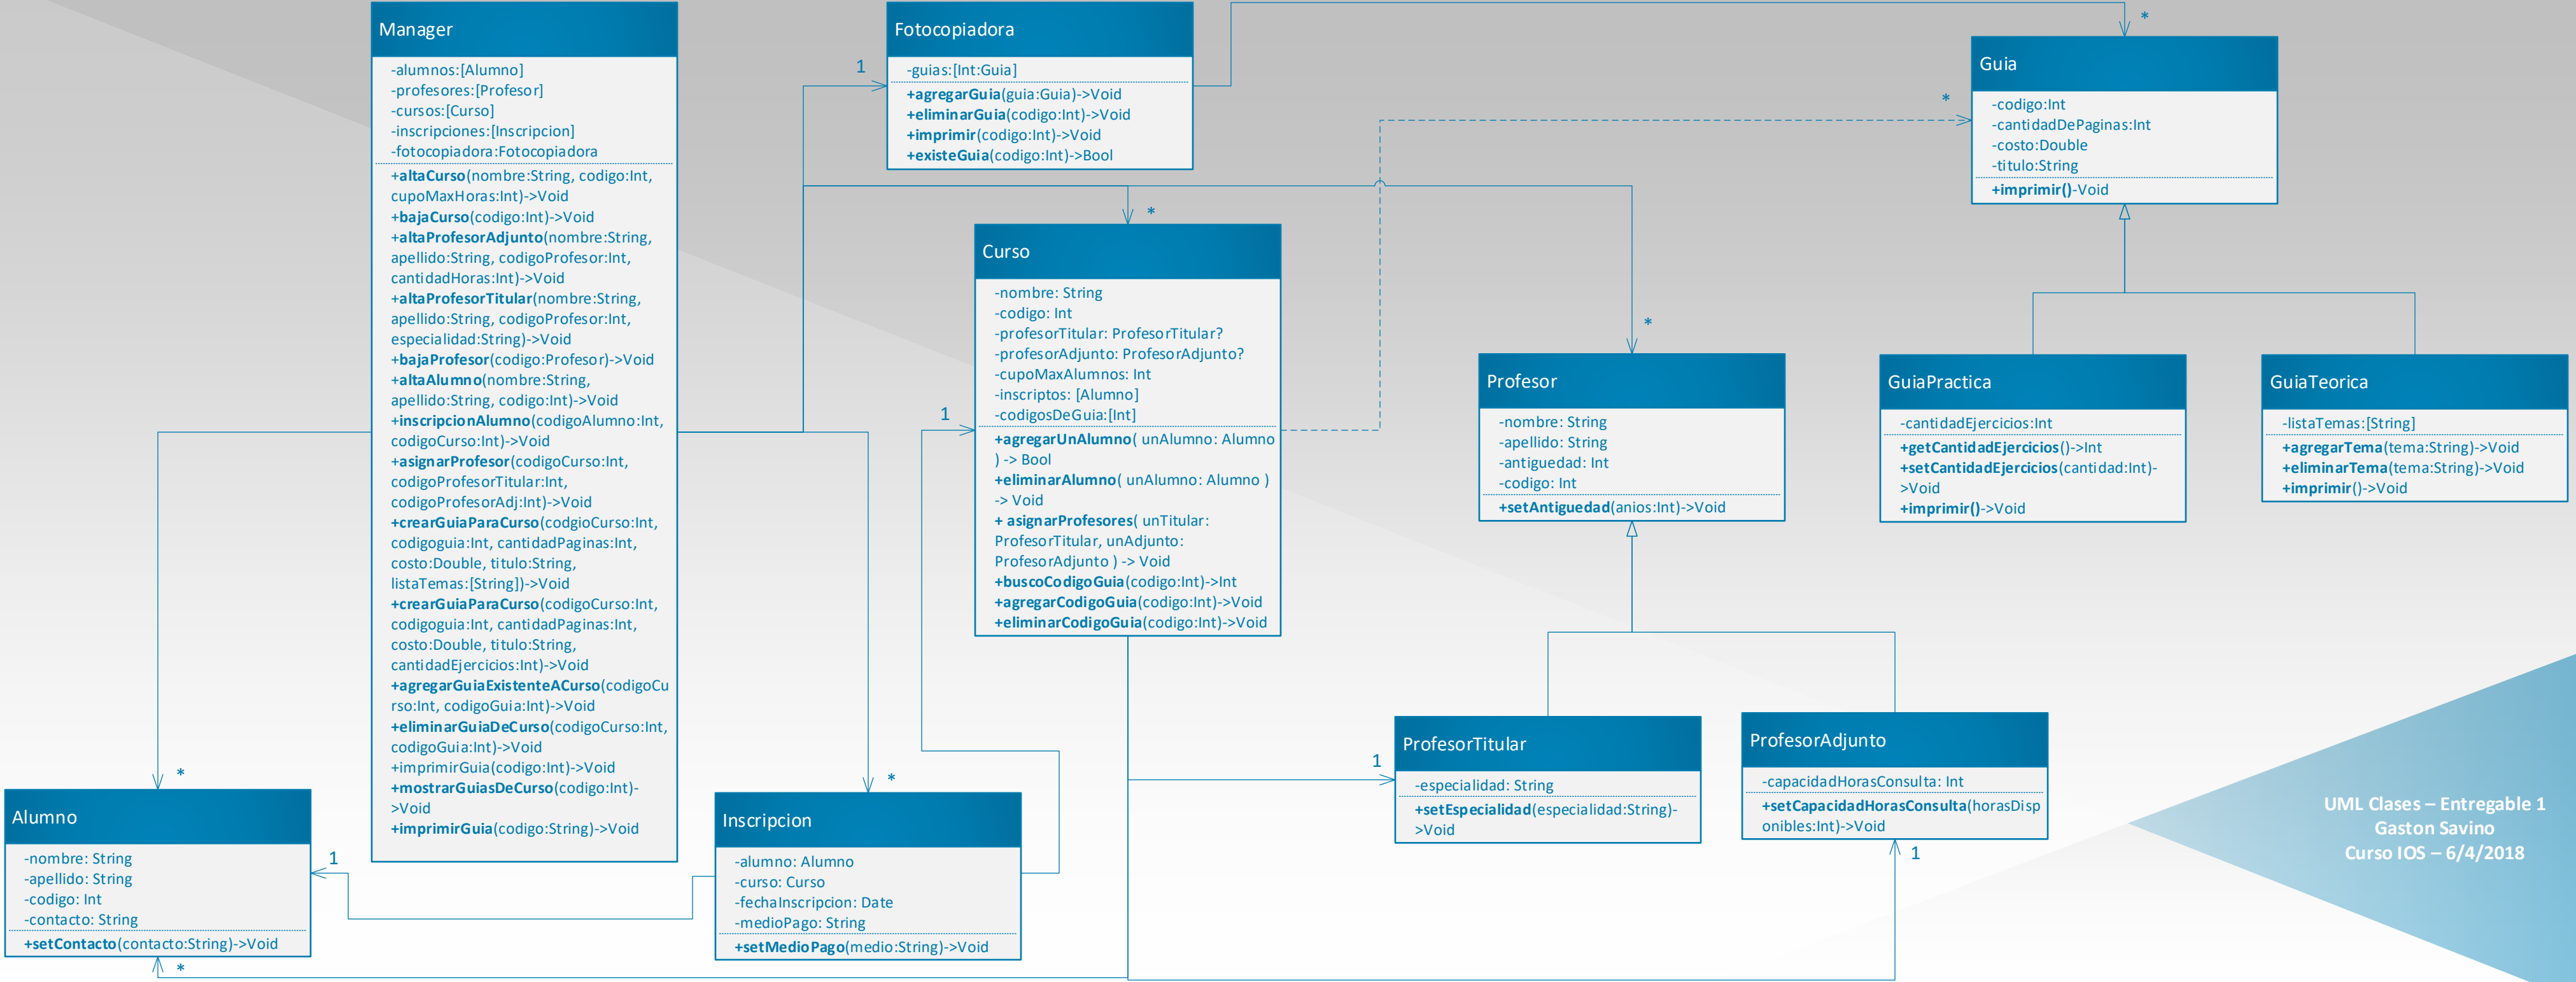 Manager
-alumnos:[Alumno]
-profesores:[Profesor]
-cursos:[Curso]
-inscripciones:[Inscripcion]
-fotocopiadora:Fotocopiadora
+altaCurso(nombre:String, codigo:Int,
cupoMaxHoras:Int)->Void
+bajaCurso(codigo:Int)->Void
+altaProfesorAdjunto(nombre:String,
apellido:String, codigoProfesor:Int,
cantidadHoras:Int)->Void
+altaProfesorTitular(nombre:String,
apellido:String, codigoProfesor:Int,
especialidad:String)->Void
+bajaProfesor(codigo:Profesor)->Void
+altaAlumno(nombre:String,
apellido:String, codigo:Int)->Void
+inscripcionAlumno(codigoAlumno:Int,
codigoCurso:Int)->Void
+asignarProfesor(codigoCurso:Int,
codigoProfesorTitular:Int,
codigoProfesorAdj:Int)->Void
+crearGuiaParaCurso(codgioCurso:Int,
codigoguia:Int, cantidadPaginas:Int,
costo:Double, titulo:String,
listaTemas:[String])->Void
+crearGuiaParaCurso(codigoCurso:Int,
codigoguia:Int, cantidadPaginas:Int,
costo:Double, titulo:String,
cantidadEjercicios:Int)->Void
+agregarGuiaExistenteACurso(codigoCu
rso:Int, codigoGuia:Int)->Void
+eliminarGuiaDeCurso(codigoCurso:Int,
codigoGuia:Int)->Void
+imprimirGuia(codigo:Int)->Void
+mostrarGuiasDeCurso(codigo:Int)-
>Void
+imprimirGuia(codigo:String)->Void
1
Fotocopiadora
-guias:[Int:Guia]
+agregarGuia(guia:Guia)->Void
+eliminarGuia(codigo:Int)->Void
+imprimir(codigo:Int)->Void
+existeGuia(codigo:Int)->Bool
*
*
Guia
-codigo:Int
-cantidadDePaginas:Int
-costo:Double
-titulo:String
+imprimir()-Void
*
1
Curso
-nombre: String
-codigo: Int
-profesorTitular: ProfesorTitular?
-profesorAdjunto: ProfesorAdjunto?
-cupoMaxAlumnos: Int
-inscriptos: [Alumno]
-codigosDeGuia:[Int]
+agregarUnAlumno( unAlumno: Alumno
) -> Bool
+eliminarAlumno( unAlumno: Alumno )
-> Void
+ asignarProfesores( unTitular:
ProfesorTitular, unAdjunto:
ProfesorAdjunto ) -> Void
+buscoCodigoGuia(codigo:Int)->Int
+agregarCodigoGuia(codigo:Int)->Void
+eliminarCodigoGuia(codigo:Int)->Void
*
Profesor
-nombre: String
-apellido: String
-antiguedad: Int
-codigo: Int
+setAntiguedad(anios:Int)->Void
GuiaPractica
-cantidadEjercicios:Int
+getCantidadEjercicios()->Int
+setCantidadEjercicios(cantidad:Int)-
>Void
+imprimir()->Void
GuiaTeorica
-listaTemas:[String]
+agregarTema(tema:String)->Void
+eliminarTema(tema:String)->Void
+imprimir()->Void
*
Alumno
-nombre: String
-apellido: String
-codigo: Int
-contacto: String
+setContacto(contacto:String)->Void
1
*
*
Inscripcion
-alumno: Alumno
-curso: Curso
-fechaInscripcion: Date
-medioPago: String
+setMedioPago(medio:String)->Void
1
ProfesorTitular
-especialidad: String
+setEspecialidad(especialidad:String)-
>Void
ProfesorAdjunto
-capacidadHorasConsulta: Int
+setCapacidadHorasConsulta(horasDisp
onibles:Int)->Void
1
UML Clases – Entregable 1
Gaston Savino
Curso IOS – 6/4/2018